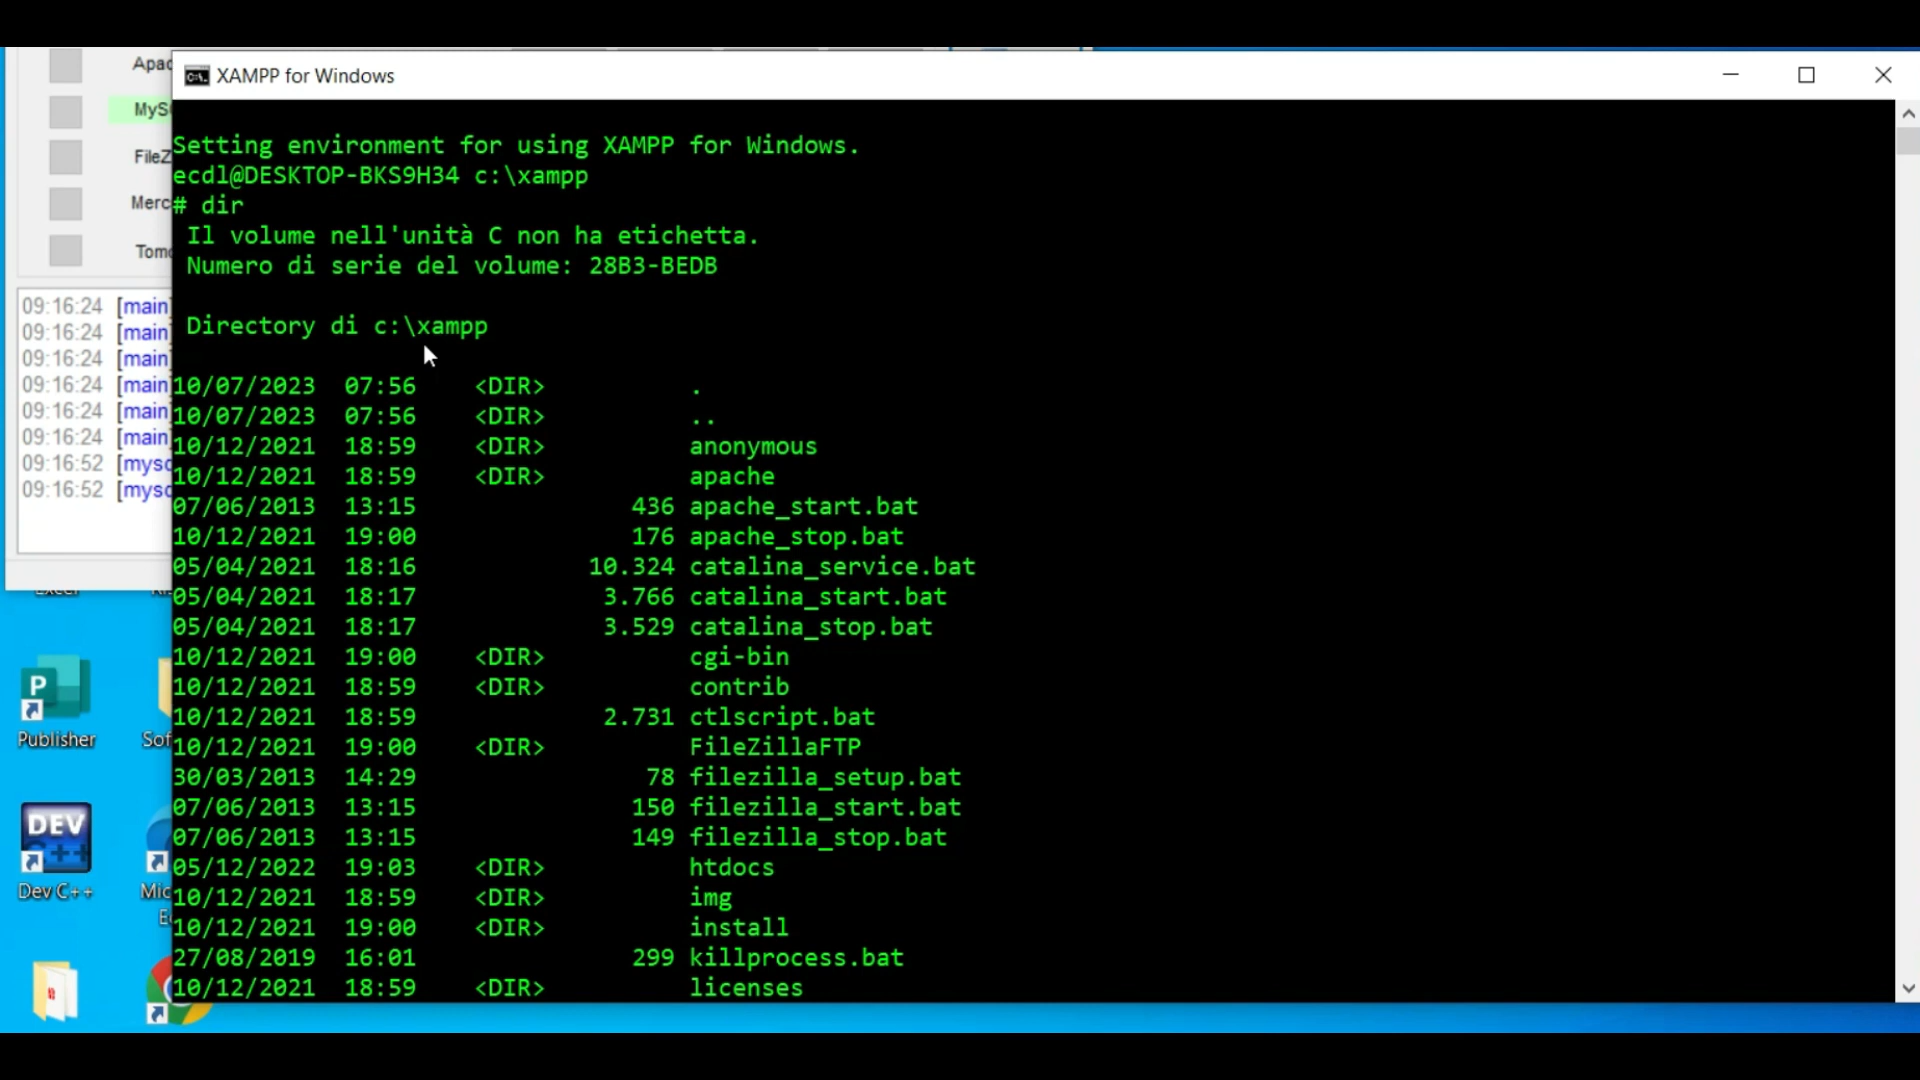 XAMPP for Windows
Setting environment for using XAMPP for Windows.
ecdl@DESKTOP-BKS9H34 c:\xampp
# dir
Il volume nell'unità C non ha etichetta.
Numero di serie del volume: 28B3-BEDB
Directory di c:\xampp
10/07/2023 07:56 <DIR> .
10/07/2023 07:56 <DIR> ..
10/12/2021 18:59 <DIR> anonymous
10/12/2021 18:59 <DIR> apache
07/06/2013 13:15 436 apache_start.bat
10/12/2021 19:00 176 apache_stop.bat
05/04/2021 18:16 10.324 catalina_service.bat
05/04/2021 18:17 3.766 catalina_start.bat
05/04/2021 18:17 3.529 catalina_stop.bat
10/12/2021 19:00 <DIR> cgi-bin
10/12/2021 18:59 <DIR> contrib
10/12/2021 18:59 2.731 ctlscript.bat
10/12/2021 19:00 <DIR> FileZillaFTP
30/03/2013 14:29 78 filezilla_setup.bat
07/06/2013 13:15 150 filezilla_start.bat
07/06/2013 13:15 149 filezilla_stop.bat
05/12/2022 19:03 <DIR> htdocs
10/12/2021 18:59 <DIR> img
10/12/2021 19:00 <DIR> install
27/08/2019 16:01 299 killprocess.bat
10/12/2021 18:59 <DIR> licenses
Apac
MyS
FileZ
Merc
Tom
09:16:24 [main]
09:16:24 [main]
09:16:24 [main]
09:16:24 [main]
09:16:24 [main]
09:16:24 [main]
09:16:52 [mysq
09:16:52 [mysq
Publisher
Sof
DEV
C++
Dev C++
Mic
E